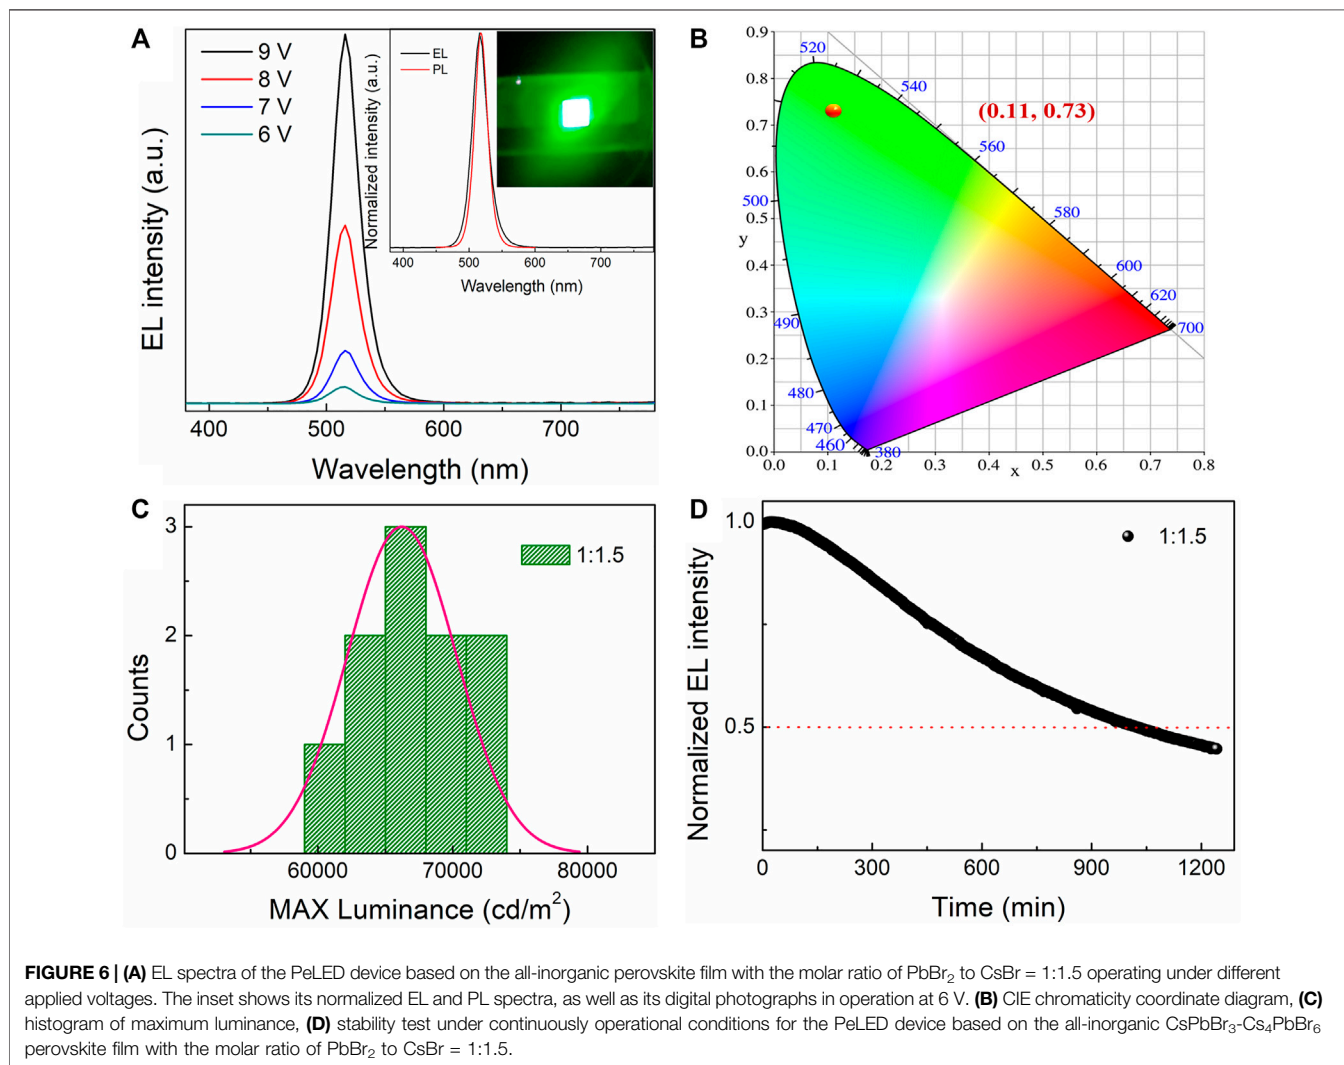 A
9 V
8 V
7 V
6 V
EL intensity (a.u.)
400 500 600 700
Wavelength (nm)
EL
PL
Normalized intensity (a.u.)
400 500 600 700
Wavelength (nm)
B
0.9
0.8
0.7
0.6
0.5
0.4
0.3
0.2
0.1
0.0
y
0.0 0.1 0.2 0.3 0.4 0.5 0.6 0.7 0.8
x
520
540
(0.11, 0.73)
560
500
580
600
620
490
700
480
470
460
380
C
3
2
1
0
Counts
1:1.5
60000 70000 80000
MAX Luminance (cd/m²)
D
1.0
0.5
Normalized EL intensity
1:1.5
0 300 600 900 1200
Time (min)
FIGURE 6 | (A) EL spectra of the PeLED device based on the all-inorganic perovskite film with the molar ratio of PbBr₂ to CsBr = 1:1.5 operating under different
applied voltages. The inset shows its normalized EL and PL spectra, as well as its digital photographs in operation at 6 V. (B) CIE chromaticity coordinate diagram, (C)
histogram of maximum luminance, (D) stability test under continuously operational conditions for the PeLED device based on the all-inorganic CsPbBr₃-Cs₄PbBr₆
perovskite film with the molar ratio of PbBr₂ to CsBr = 1:1.5.